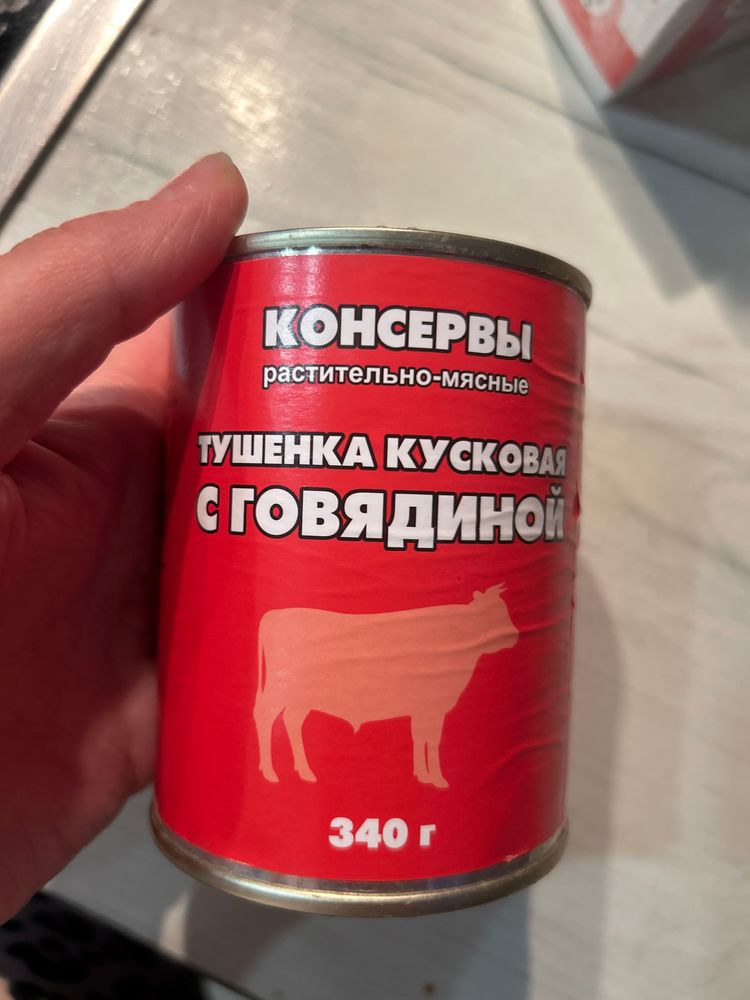 КОНСЕРВЫ
растительно-мясные
ТУШЕНКА КУСКОВАЯ
С ГОВЯДИНОЙ
340 г